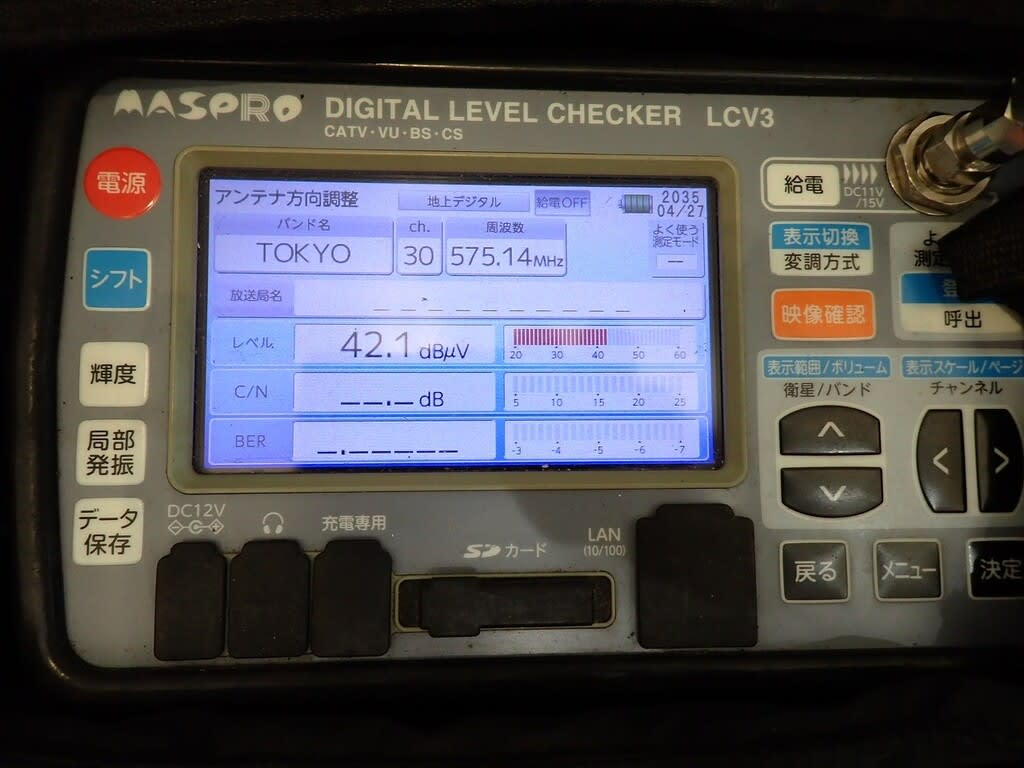 MASPRO DIGITAL LEVEL CHECKER LCV3
CATV・VU・BS・CS
電源
シフト
輝度
局部
発振
データ
保存
アンテナ方向調整 地上デジタル 給電OFF 2035
04/27
バンド名 ch. 周波数 よく使う
測定モード
TOKYO 30 575.14MHz --
放送局名
レベル 42.1 dBμV
20 30 40 50 60
C/N --.- dB
5 10 15 20 25
BER
-3 -4 -5 -6 -7
給電 DC11V
/15V
表示切換
変調方式
映像確認
呼出
表示範囲/ボリューム
衛星/バンド
表示スケール/ページ
チャンネル
戻る メニュー 決定
DC12V 充電専用
SDカード
LAN
(10/100)